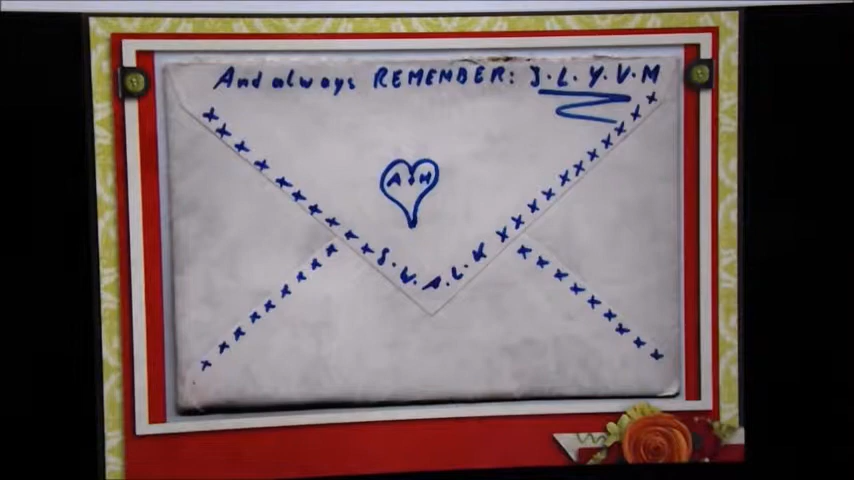 And always REMEMBER: I.L.Y.V.M
A M
x x x x x x x x x x S.W.A.L.K x x x x x x x x x x x
x x x x x x x x x
x x x x x x x x x